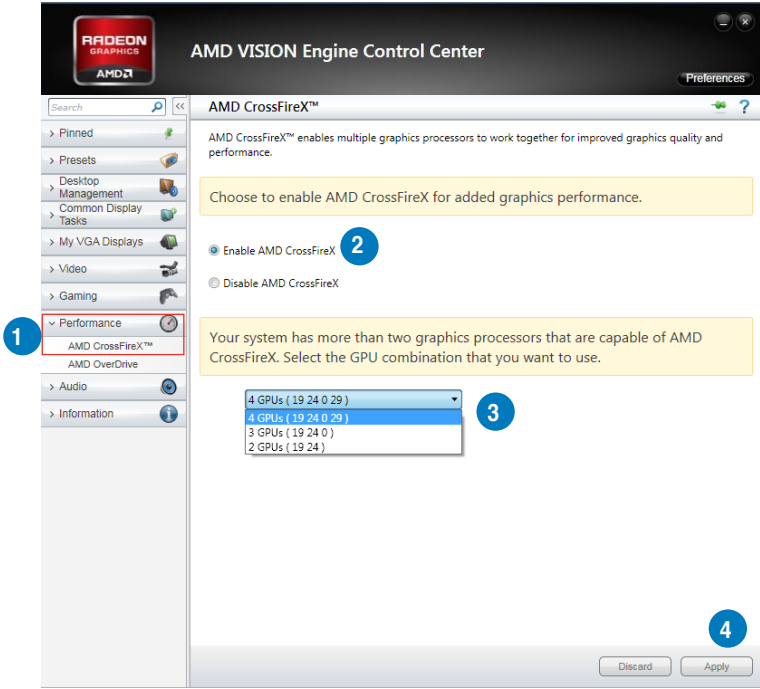 RADEON
GRAPHICS
AMD
AMD VISION Engine Control Center
Preferences
Search
<<
AMD CrossFireX™
?
> Pinned
> Presets
> Desktop
Management
> Common Display
Tasks
> My VGA Displays
> Video
> Gaming
1
Performance
AMD CrossFireX™
AMD OverDrive
> Audio
> Information
AMD CrossFireX™ enables multiple graphics processors to work together for improved graphics quality and
performance.
Choose to enable AMD CrossFireX for added graphics performance.
Enable AMD CrossFireX
2
Disable AMD CrossFireX
Your system has more than two graphics processors that are capable of AMD
CrossFireX. Select the GPU combination that you want to use.
4 GPUs ( 19 24 0 29 )
3
4 GPUs ( 19 24 0 29 )
3 GPUs ( 19 24 0 )
2 GPUs ( 19 24 )
4
Discard
Apply